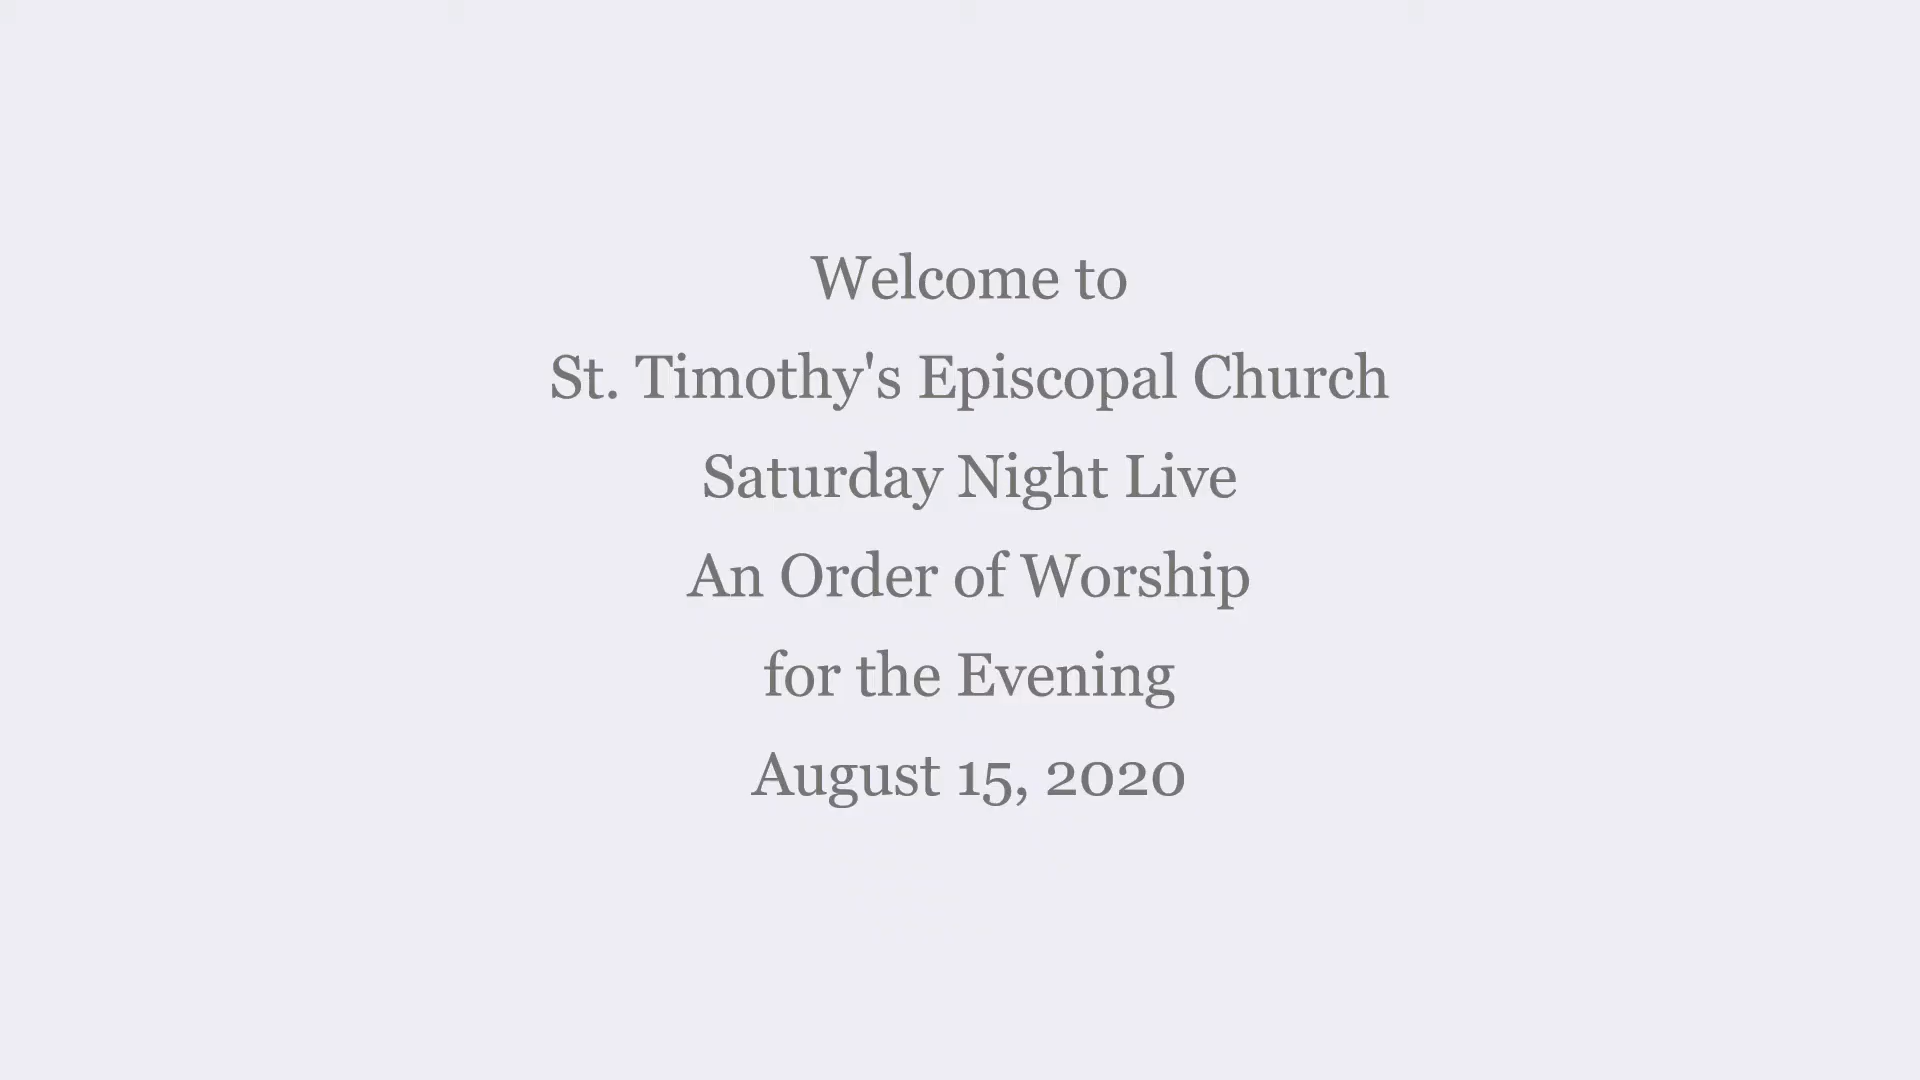 Welcome to
St. Timothy's Episcopal Church
Saturday Night Live
An Order of Worship
for the Evening
August 15, 2020